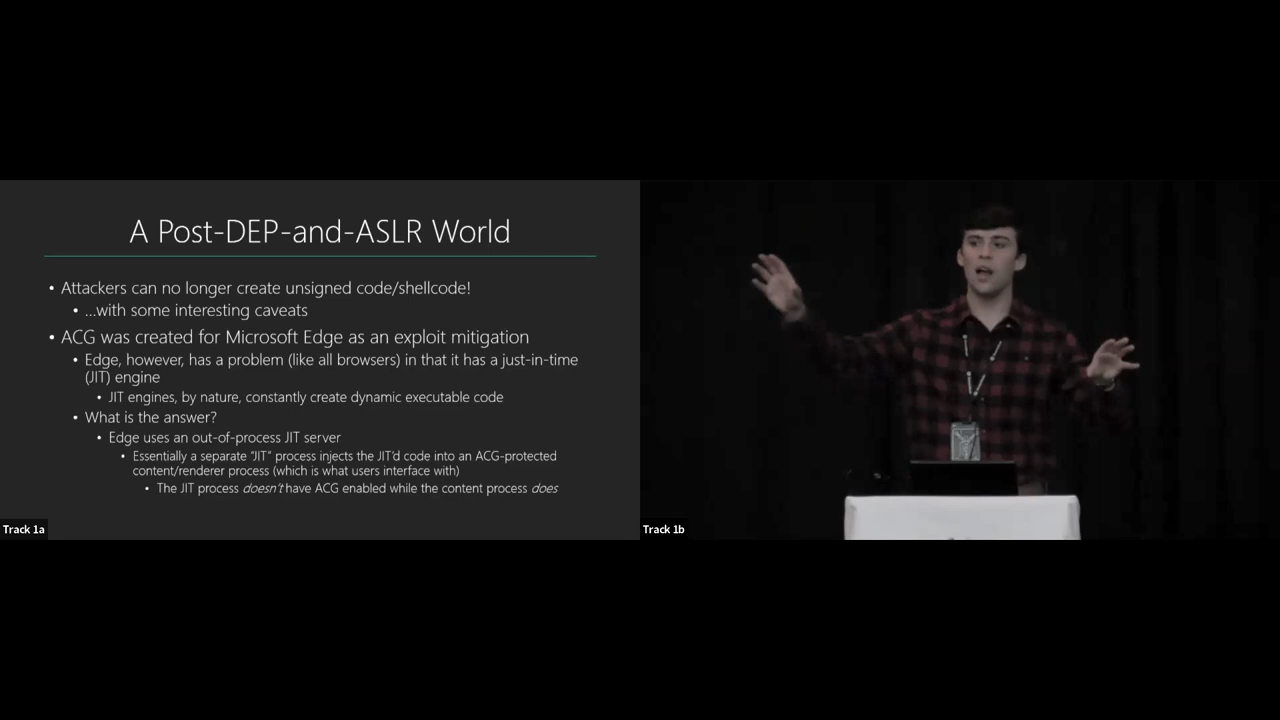 A Post-DEP-and-ASLR World
• Attackers can no longer create unsigned code/shellcode!
• ...with some interesting caveats
• ACG was created for Microsoft Edge as an exploit mitigation
• Edge, however, has a problem (like all browsers) in that it has a just-in-time
(JIT) engine
• JIT engines, by nature, constantly create dynamic executable code
• What is the answer?
• Edge uses an out-of-process JIT server
• Essentially a separate "JIT" process injects the JIT'd code into an ACG-protected
content/renderer process (which is what users interface with)
• The JIT process doesn't have ACG enabled while the content process does
Track 1a
Track 1b